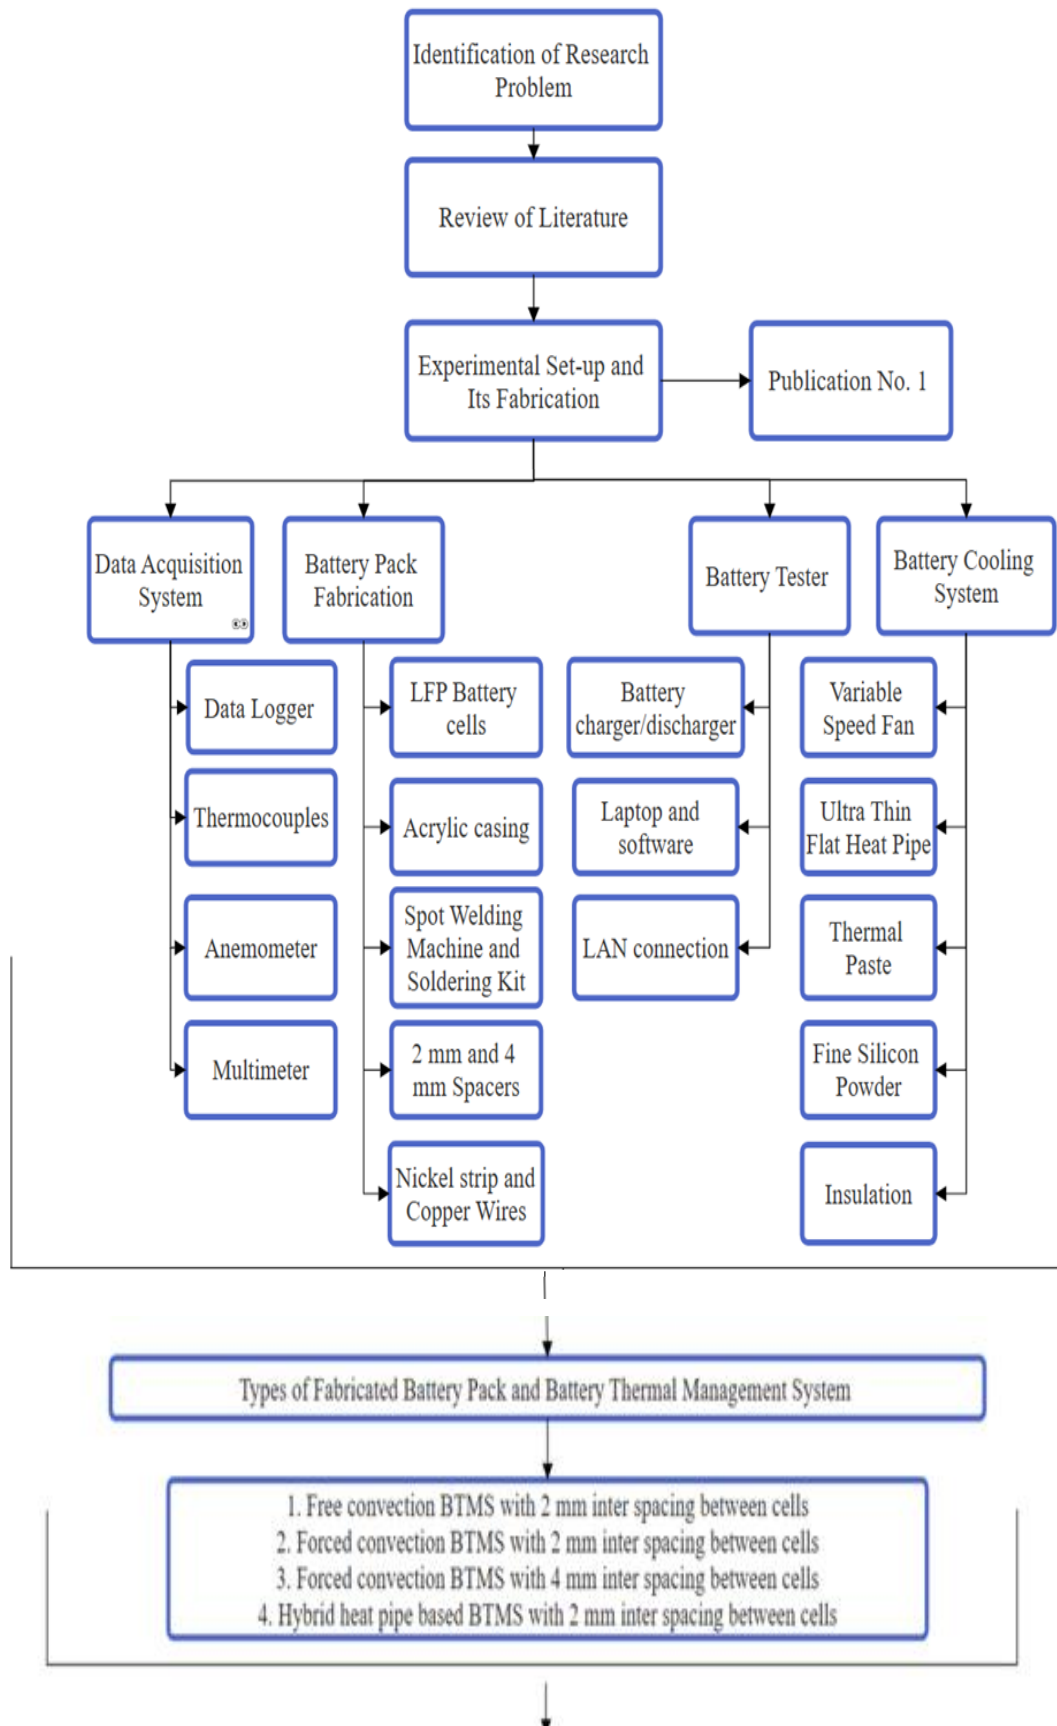 Identification of Research
Problem
Review of Literature
Experimental Set-up and
Its Fabrication
Publication No. 1
Data Acquisition
System
Battery Pack
Fabrication
Battery Tester
Battery Cooling
System
Data Logger
Thermocouples
Anemometer
Multimeter
LFP Battery
cells
Acrylic casing
Spot Welding
Machine and
Soldering Kit
2 mm and 4
mm Spacers
Nickel strip and
Copper Wires
Battery
charger/discharger
Laptop and
software
LAN connection
Variable
Speed Fan
Ultra Thin
Flat Heat Pipe
Thermal
Paste
Fine Silicon
Powder
Insulation
Types of Fabricated Battery Pack and Battery Thermal Management System
1. Free convection BTMS with 2 mm inter spacing between cells
2. Forced convection BTMS with 2 mm inter spacing between cells
3. Forced convection BTMS with 4 mm inter spacing between cells
4. Hybrid heat pipe based BTMS with 2 mm inter spacing between cells